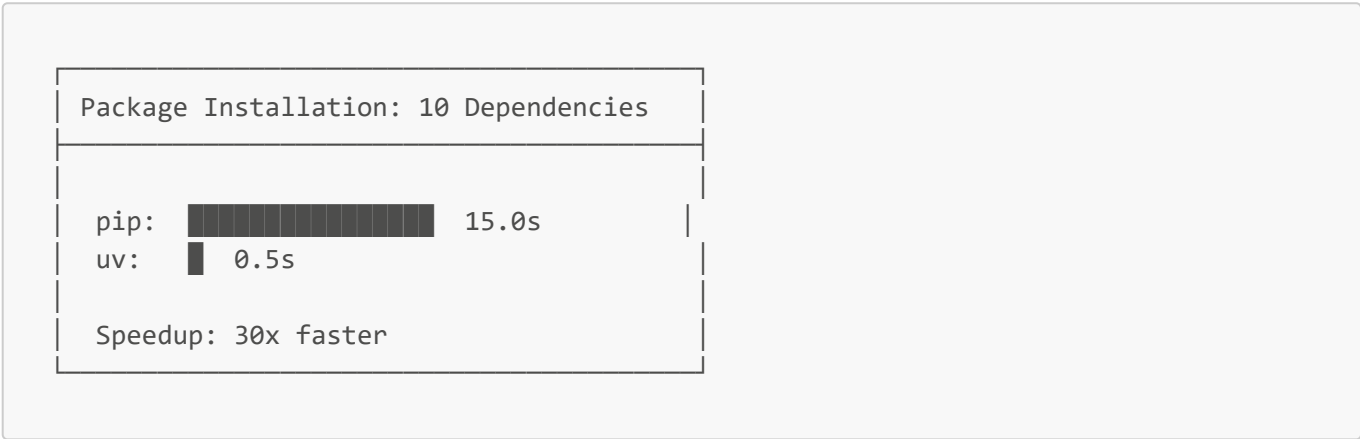 Package Installation: 10 Dependencies
pip: ████████████████ 15.0s
uv: █ 0.5s
Speedup: 30x faster